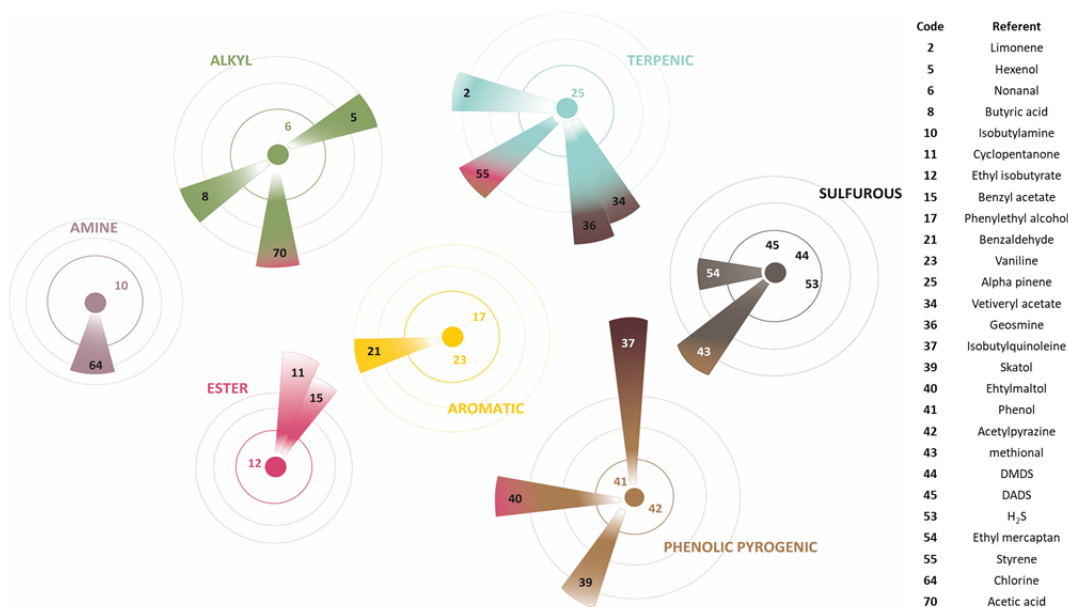 ALKYL
6
5
8
70
TERPENIC
25
2
55
34
36
SULFUROUS
45
44
53
54
43
AMINE
10
64
AROMATIC
17
23
21
ESTER
12
11
15
PHENOLIC PYROGENIC
37
41
42
40
39
Code Referent
2 Limonene
5 Hexenol
6 Nonanal
8 Butyric acid
10 Isobutylamine
11 Cyclopentanone
12 Ethyl isobutyrate
15 Benzyl acetate
17 Phenylethyl alcohol
21 Benzaldehyde
23 Vaniline
25 Alpha pinene
34 Vetiveryl acetate
36 Geosmine
37 Isobutylquinoleine
39 Skatol
40 Ehtylmaltol
41 Phenol
42 Acetylpyrazine
43 methional
44 DMDS
45 DADS
53 H₂S
54 Ethyl mercaptan
55 Styrene
64 Chlorine
70 Acetic acid